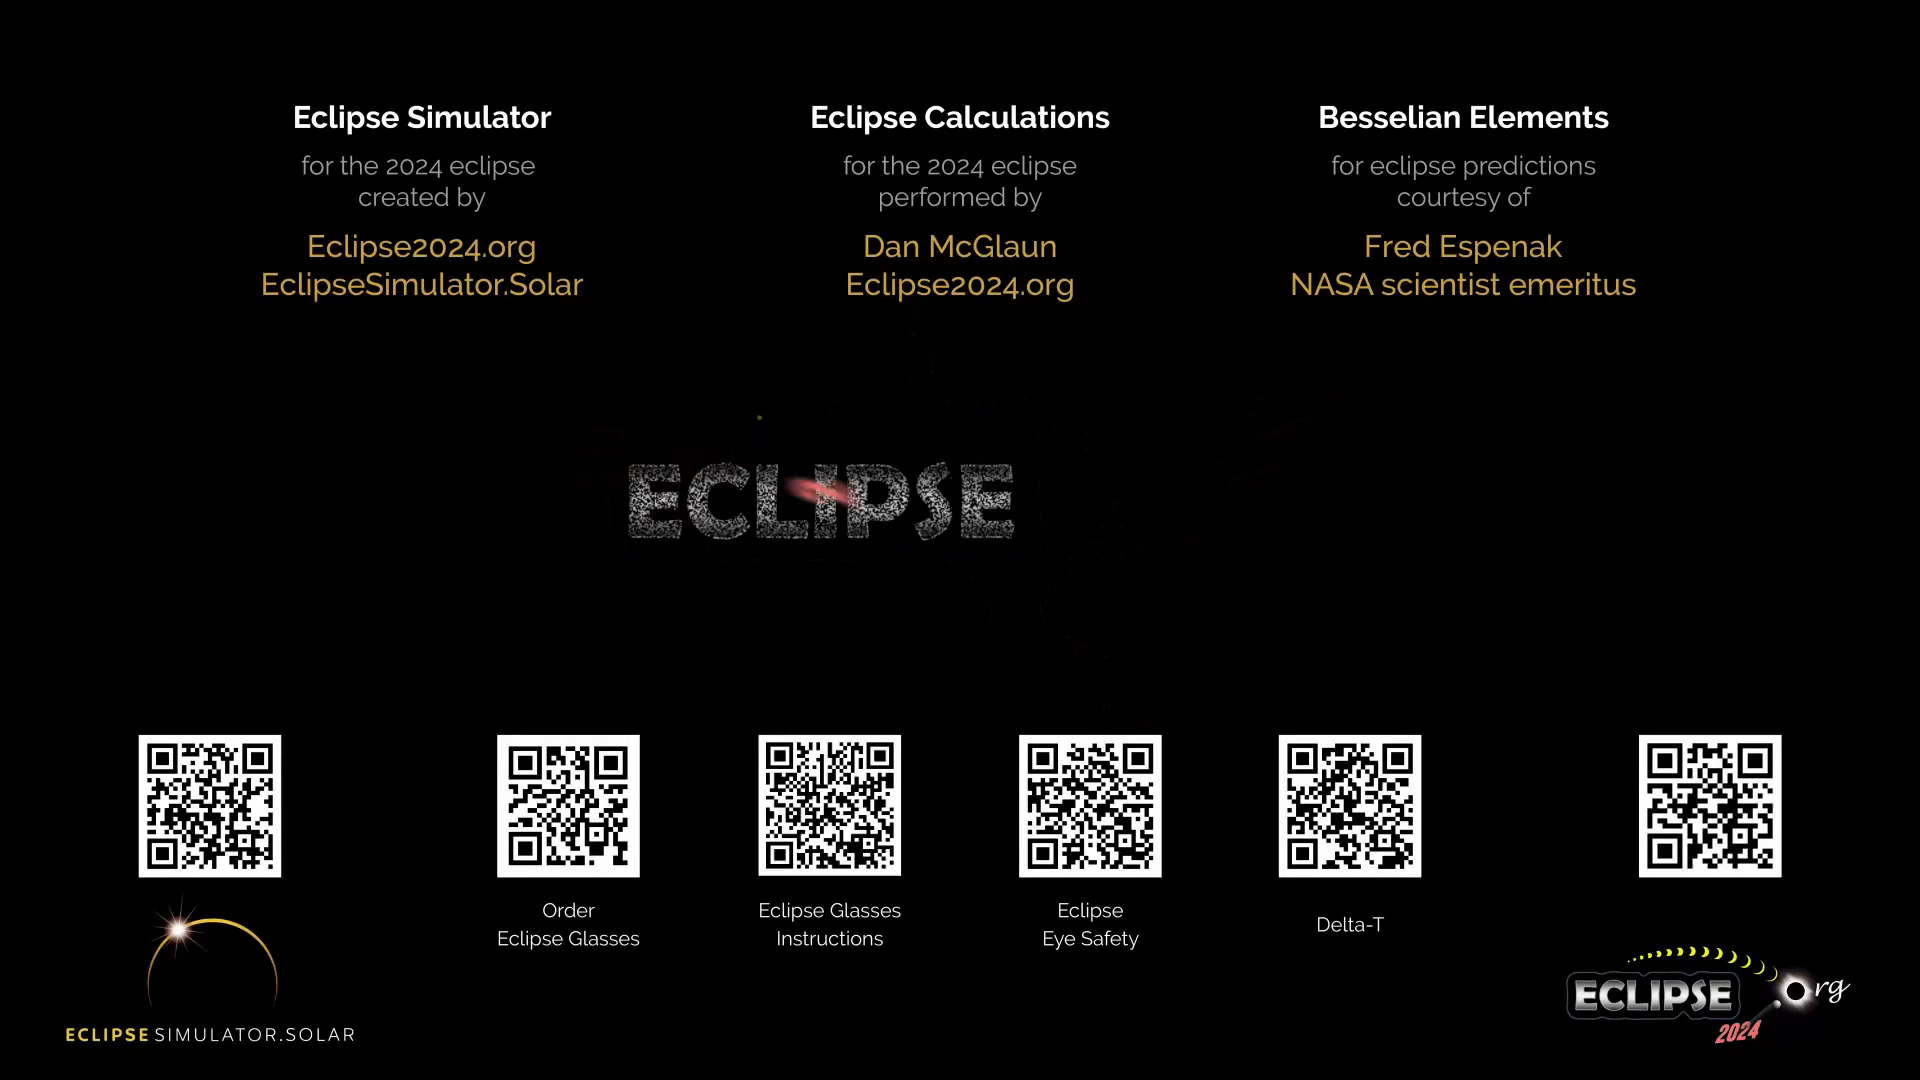 Eclipse Simulator
for the 2024 eclipse
created by
Eclipse2024.org
EclipseSimulator.Solar
Eclipse Calculations
for the 2024 eclipse
performed by
Dan McGlaun
Eclipse2024.org
Besselian Elements
for eclipse predictions
courtesy of
Fred Espenak
NASA scientist emeritus
ECLIPSE
Order
Eclipse Glasses
Eclipse Glasses
Instructions
Eclipse
Eye Safety
Delta-T
ECLIPSESIMULATOR.SOLAR
ECLIPSE Org
2024